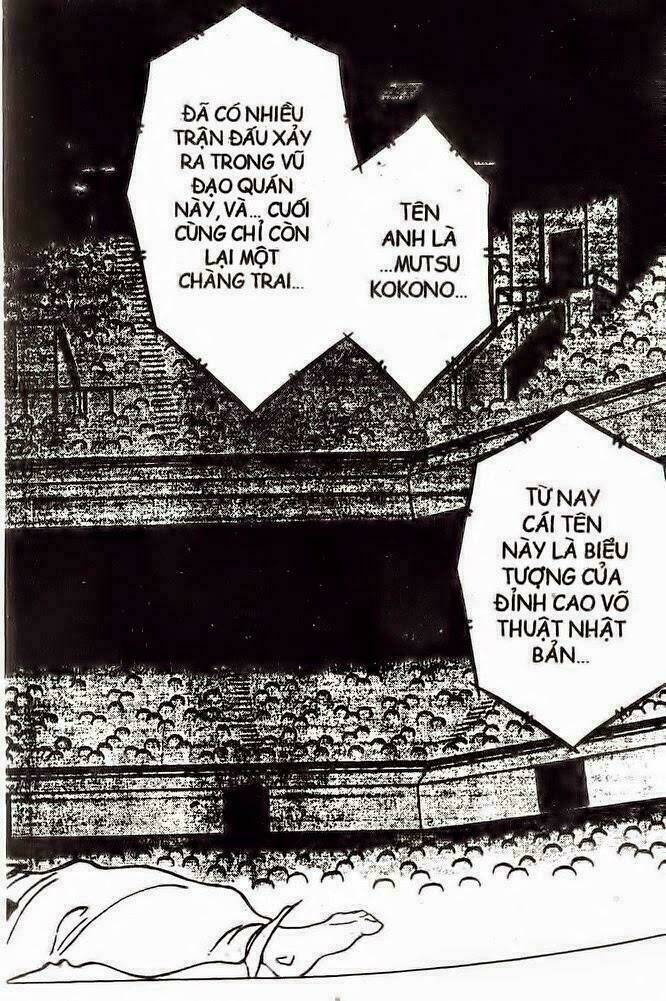 ĐÃ CÓ NHIỀU
TRẬN ĐẤU XẢY
RA TRONG VŨ
ĐẠO QUÁN
NÀY, VÀ... CUỐI
CÙNG CHỈ CÒN
LẠI MỘT
CHÀNG TRAI...
TÊN
ANH LÀ
...MUTSU
KOKONO...
TỪ NAY
CÁI TÊN
NÀY LÀ BIỂU
TƯỢNG CỦA
ĐỈNH CAO VÕ
THUẬT NHẬT
BẢN...